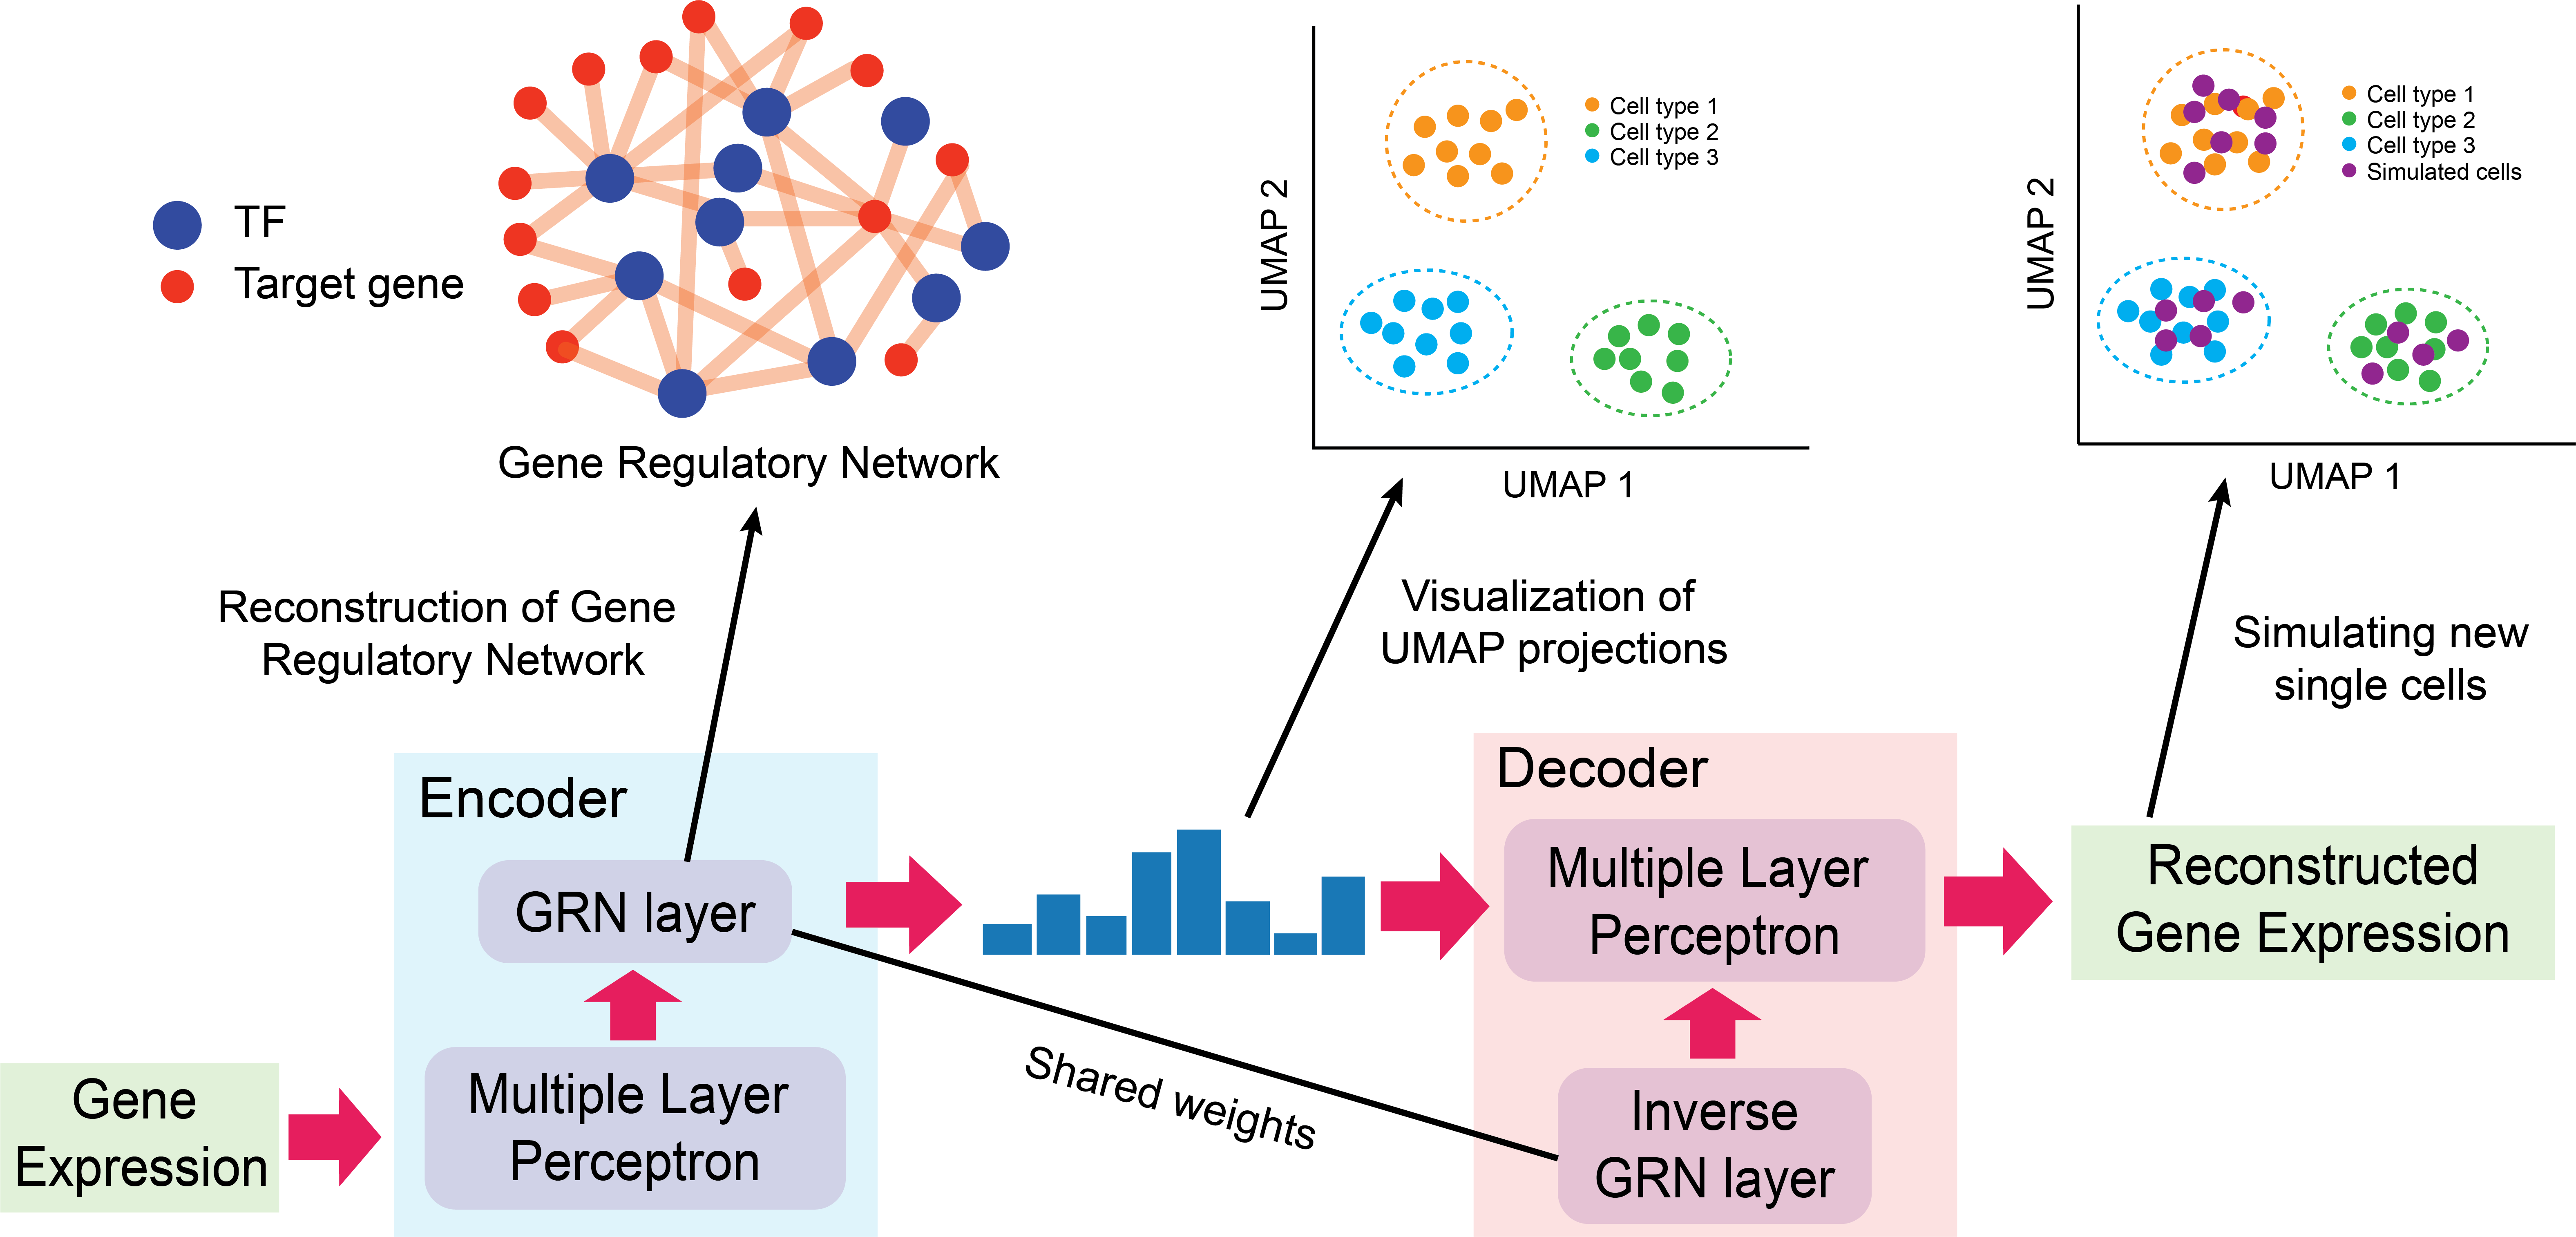 TF
Target gene
Gene Regulatory Network
UMAP 2
Cell type 1
Cell type 2
Cell type 3
UMAP 1
UMAP 2
Cell type 1
Cell type 2
Cell type 3
Simulated cells
UMAP 1
Reconstruction of Gene
Regulatory Network
Visualization of
UMAP projections
Simulating new
single cells
Encoder
GRN layer
Multiple Layer
Perceptron
Gene
Expression
Shared weights
Decoder
Multiple Layer
Perceptron
Inverse
GRN layer
Reconstructed
Gene Expression